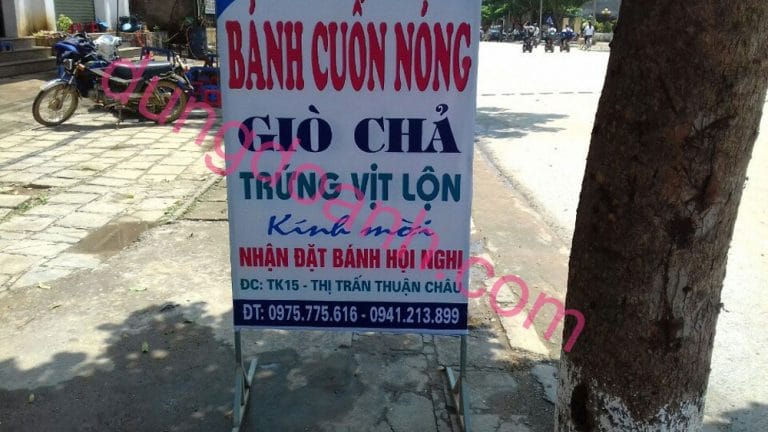 BÁNH CUỐN NÓNG
GIÒ CHẢ
TRỨNG VỊT LỘN
Kính mời
NHẬN ĐẶT BÁNH HỘI NGHI
ĐC: TK15 - THỊ TRẤN THUẬN CHÂU
ĐT: 0975.775.616 - 0941.213.899
dungdoanh.com